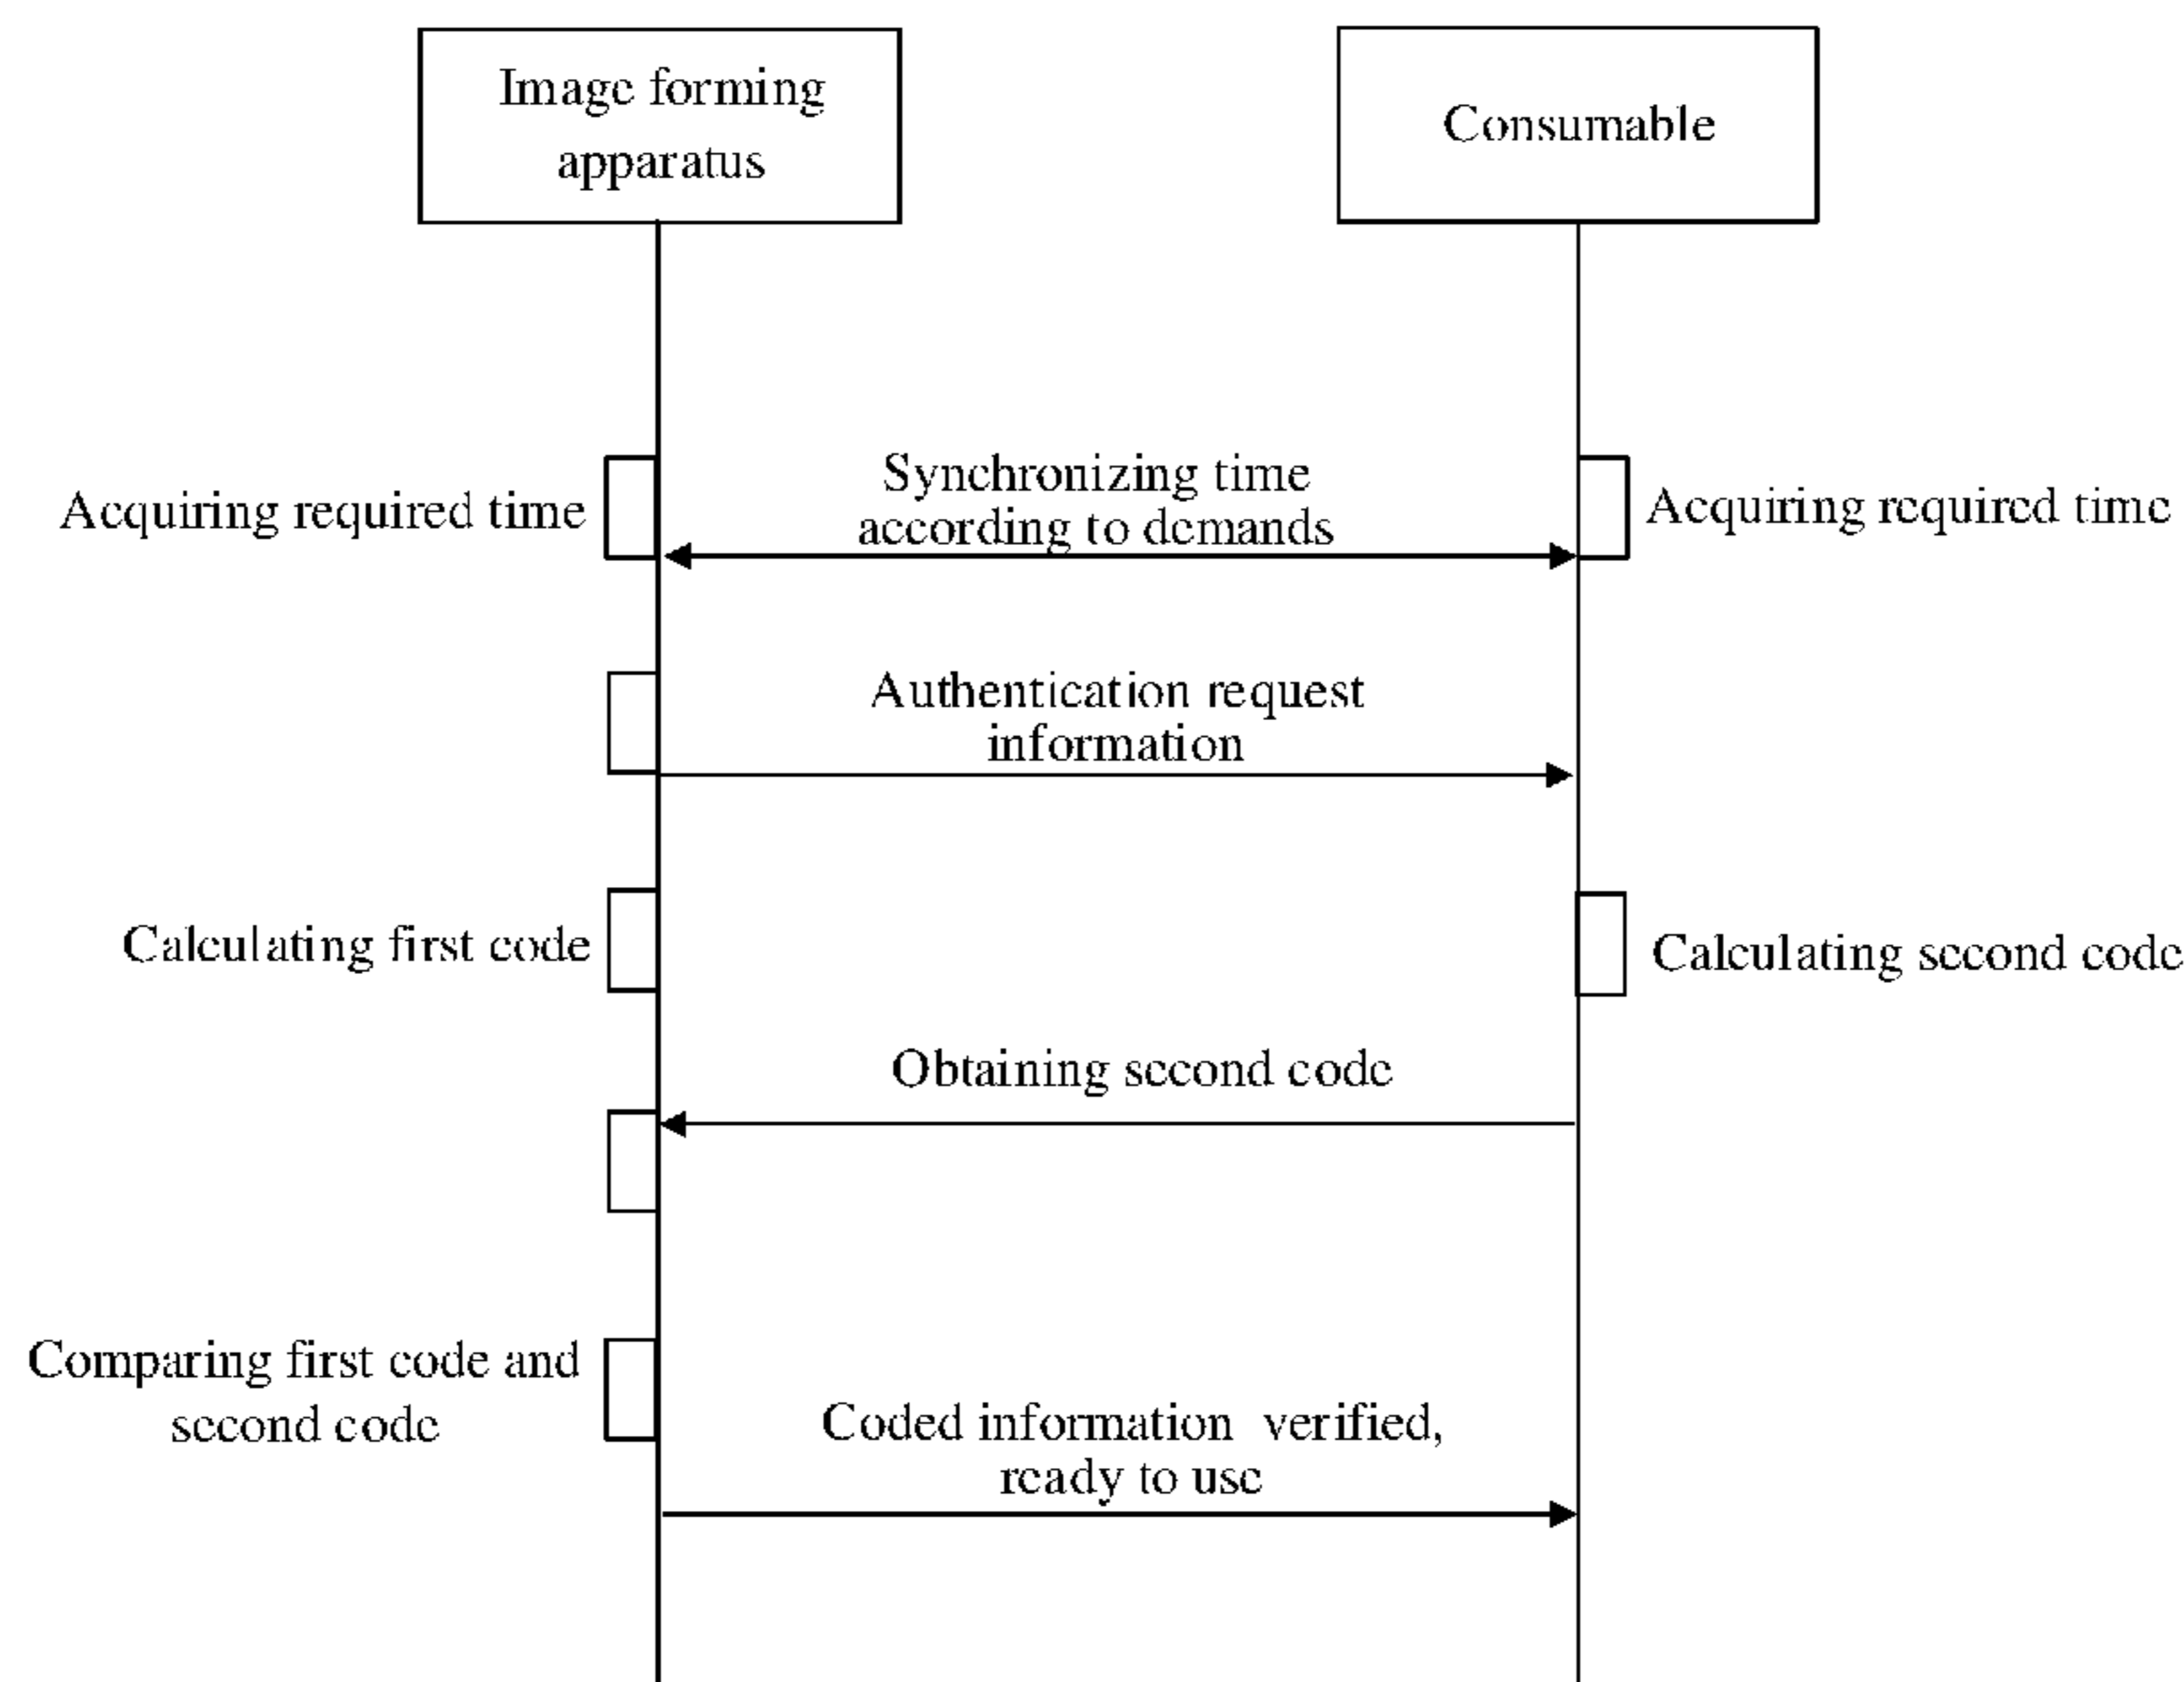 Image forming
apparatus
Consumable
Acquiring required time
Synchronizing time
according to demands
Acquiring required time
Authentication request
information
Calculating first code
Calculating second code
Obtaining second code
Comparing first code and
second code
Coded information verified,
ready to use